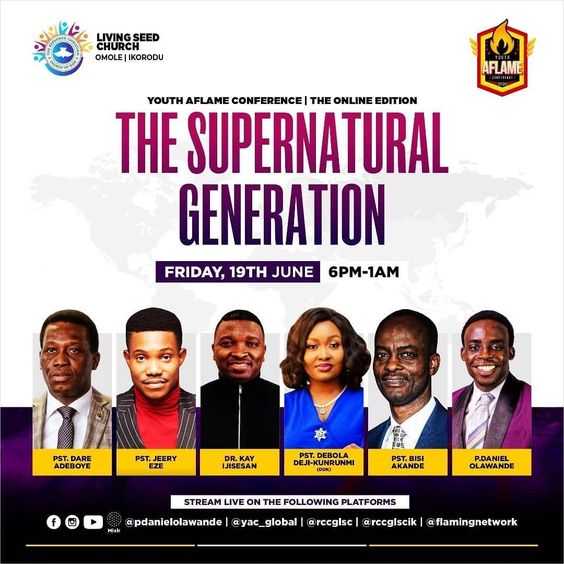 LIVING SEED
CHURCH
OMOLE | IKORODU
YOUTH
AFLAME
CONFERENCE
YOUTH AFLAME CONFERENCE | THE ONLINE EDITION
THE SUPERNATURAL
GENERATION
FRIDAY, 19TH JUNE 6PM-1AM
PST. DARE
ADEBOYE
PST. JEERY
EZE
DR. KAY
IJISESAN
PST. DEBOLA
DEJI-KUNRUNMI
(DDK)
PST. BISI
AKANDE
P.DANIEL
OLAWANDE
STREAM LIVE ON THE FOLLOWING PLATFORMS
Mixlr
@pdanielolawande | @yac_global | @rccglsc | @rccglscik | @flamingnetwork